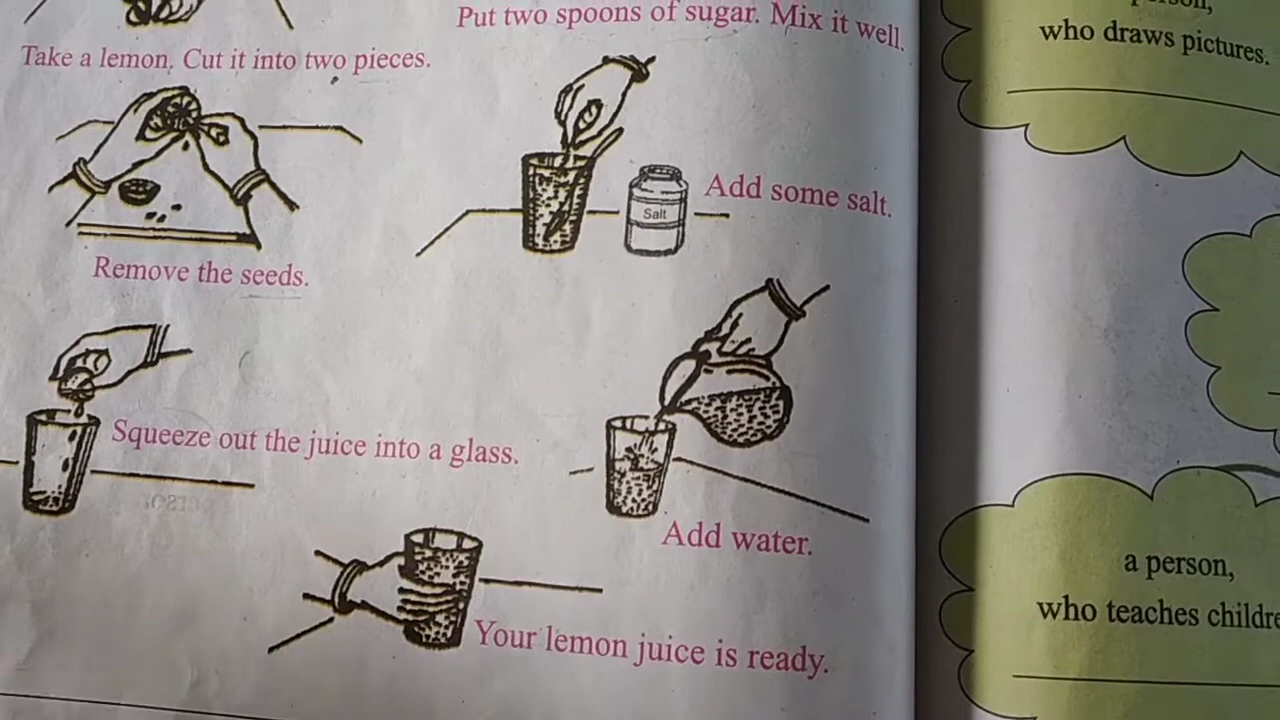 Take a lemon. Cut it into two pieces.
Remove the seeds.
Squeeze out the juice into a glass.
Put two spoons of sugar. Mix it well.
Salt
Add some salt.
Add water.
Your lemon juice is ready.
who draws pictures.
a person,
who teaches